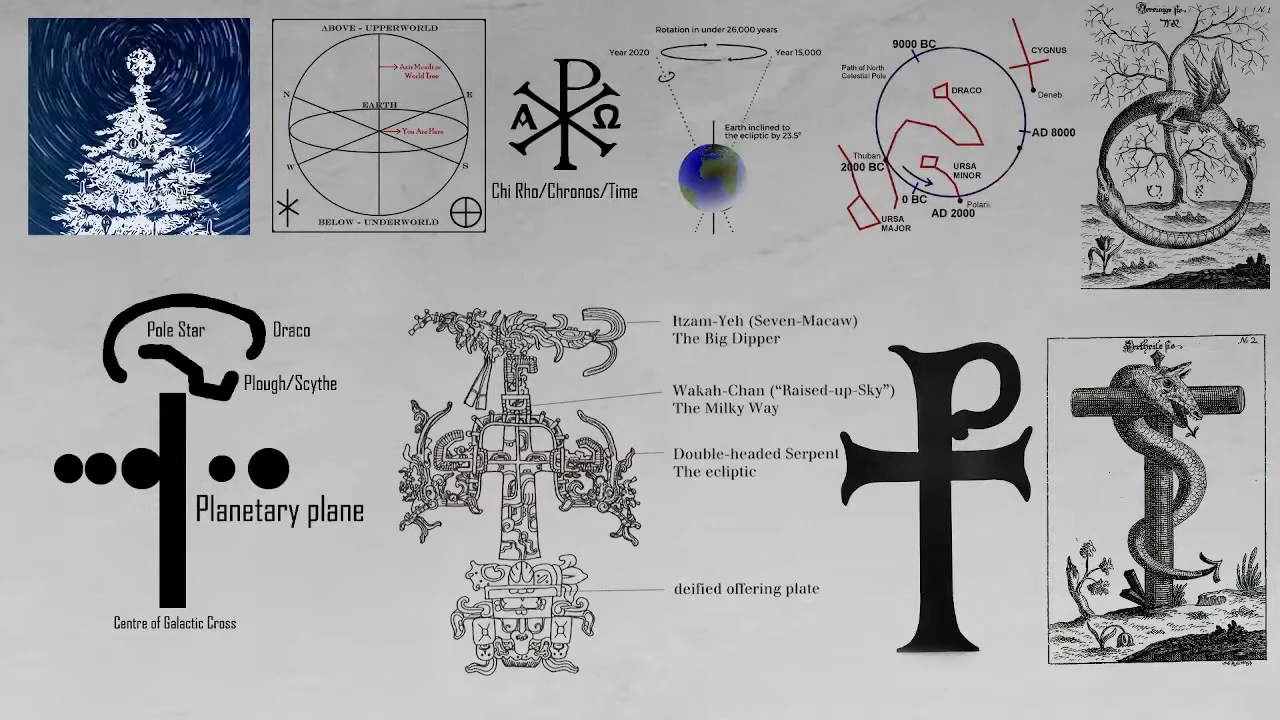 ABOVE - UPPERWORLD
Axis Mundi or
World Tree
N
E
EARTH
You Are Here
W
S
BELOW - UNDERWORLD
Α Ω
Chi Rho/Chronos/Time
Rotation in under 26,000 years
Year 2020
Year 15,000
Earth inclined to
the ecliptic by 23.5°
9000 BC
Path of North
Celestial Pole
CYGNUS
Deneb
DRACO
AD 8000
Thuban
2000 BC
URSA
MINOR
0 BC
Polaris
AD 2000
URSA
MAJOR
Pole Star
Draco
Plough/Scythe
Planetary plane
Centre of Galactic Cross
Itzam-Yeh (Seven-Macaw)
The Big Dipper
Wakah-Chan (“Raised-up-Sky”)
The Milky Way
Double-headed Serpent
The ecliptic
deified offering plate
N. 2